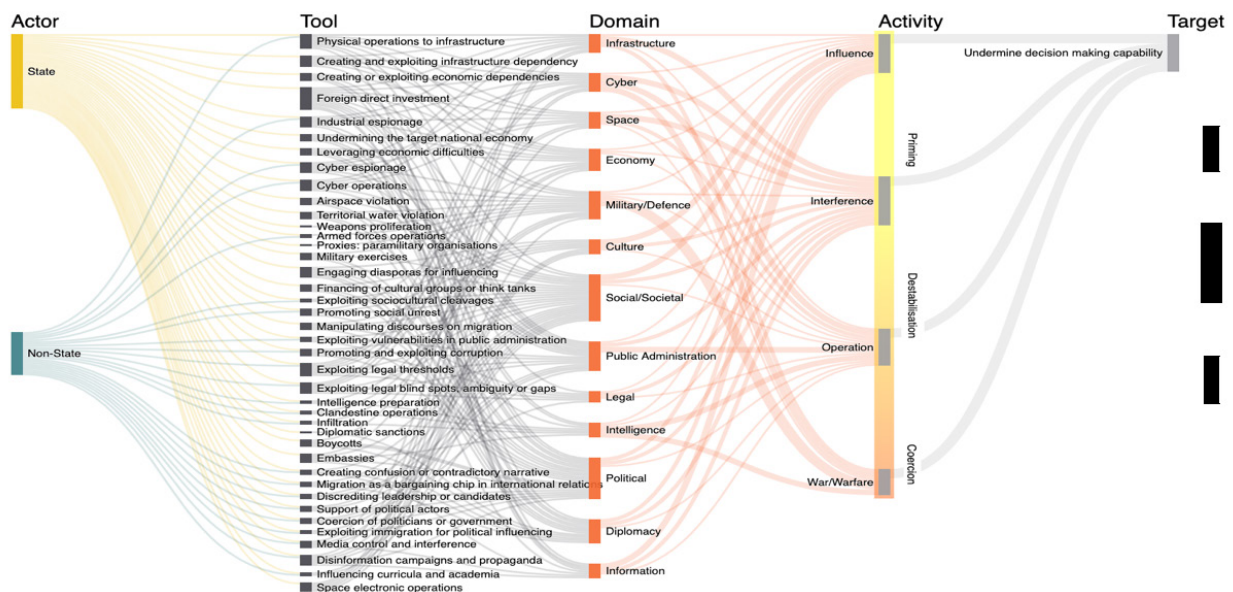 Actor
Tool
Domain
Activity
Target
State
Non-State
Physical operations to infrastructure
Creating and exploiting infrastructure dependency
Creating or exploiting economic dependencies
Foreign direct investment
Industrial espionage
Undermining the target national economy
Leveraging economic difficulties
Cyber espionage
Cyber operations
Airspace violation
Territorial water violation
Weapons proliferation
Armed forces operations
Proxies: paramilitary organisations
Military exercises
Engaging diasporas for influencing
Financing of cultural groups or think tanks
Exploiting sociocultural cleavages
Promoting social unrest
Manipulating discourses on migration
Exploiting vulnerabilities in public administration
Promoting and exploiting corruption
Exploiting legal thresholds
Exploiting legal blind spots, ambiguity or gaps
Intelligence preparation
Clandestine operations
Infiltration
Diplomatic sanctions
Boycotts
Embassies
Creating confusion or contradictory narrative
Migration as a bargaining chip in international relations
Discrediting leadership or candidates
Support of political actors
Coercion of politicians or government
Exploiting immigration for political influencing
Media control and interference
Disinformation campaigns and propaganda
Influencing curricula and academia
Space electronic operations
Infrastructure
Cyber
Space
Economy
Military/Defence
Culture
Social/Societal
Public Administration
Legal
Intelligence
Political
Diplomacy
Information
Influence
Interference
Operation
War/Warfare
Priming
Destabilisation
Coercion
Undermine decision making capability